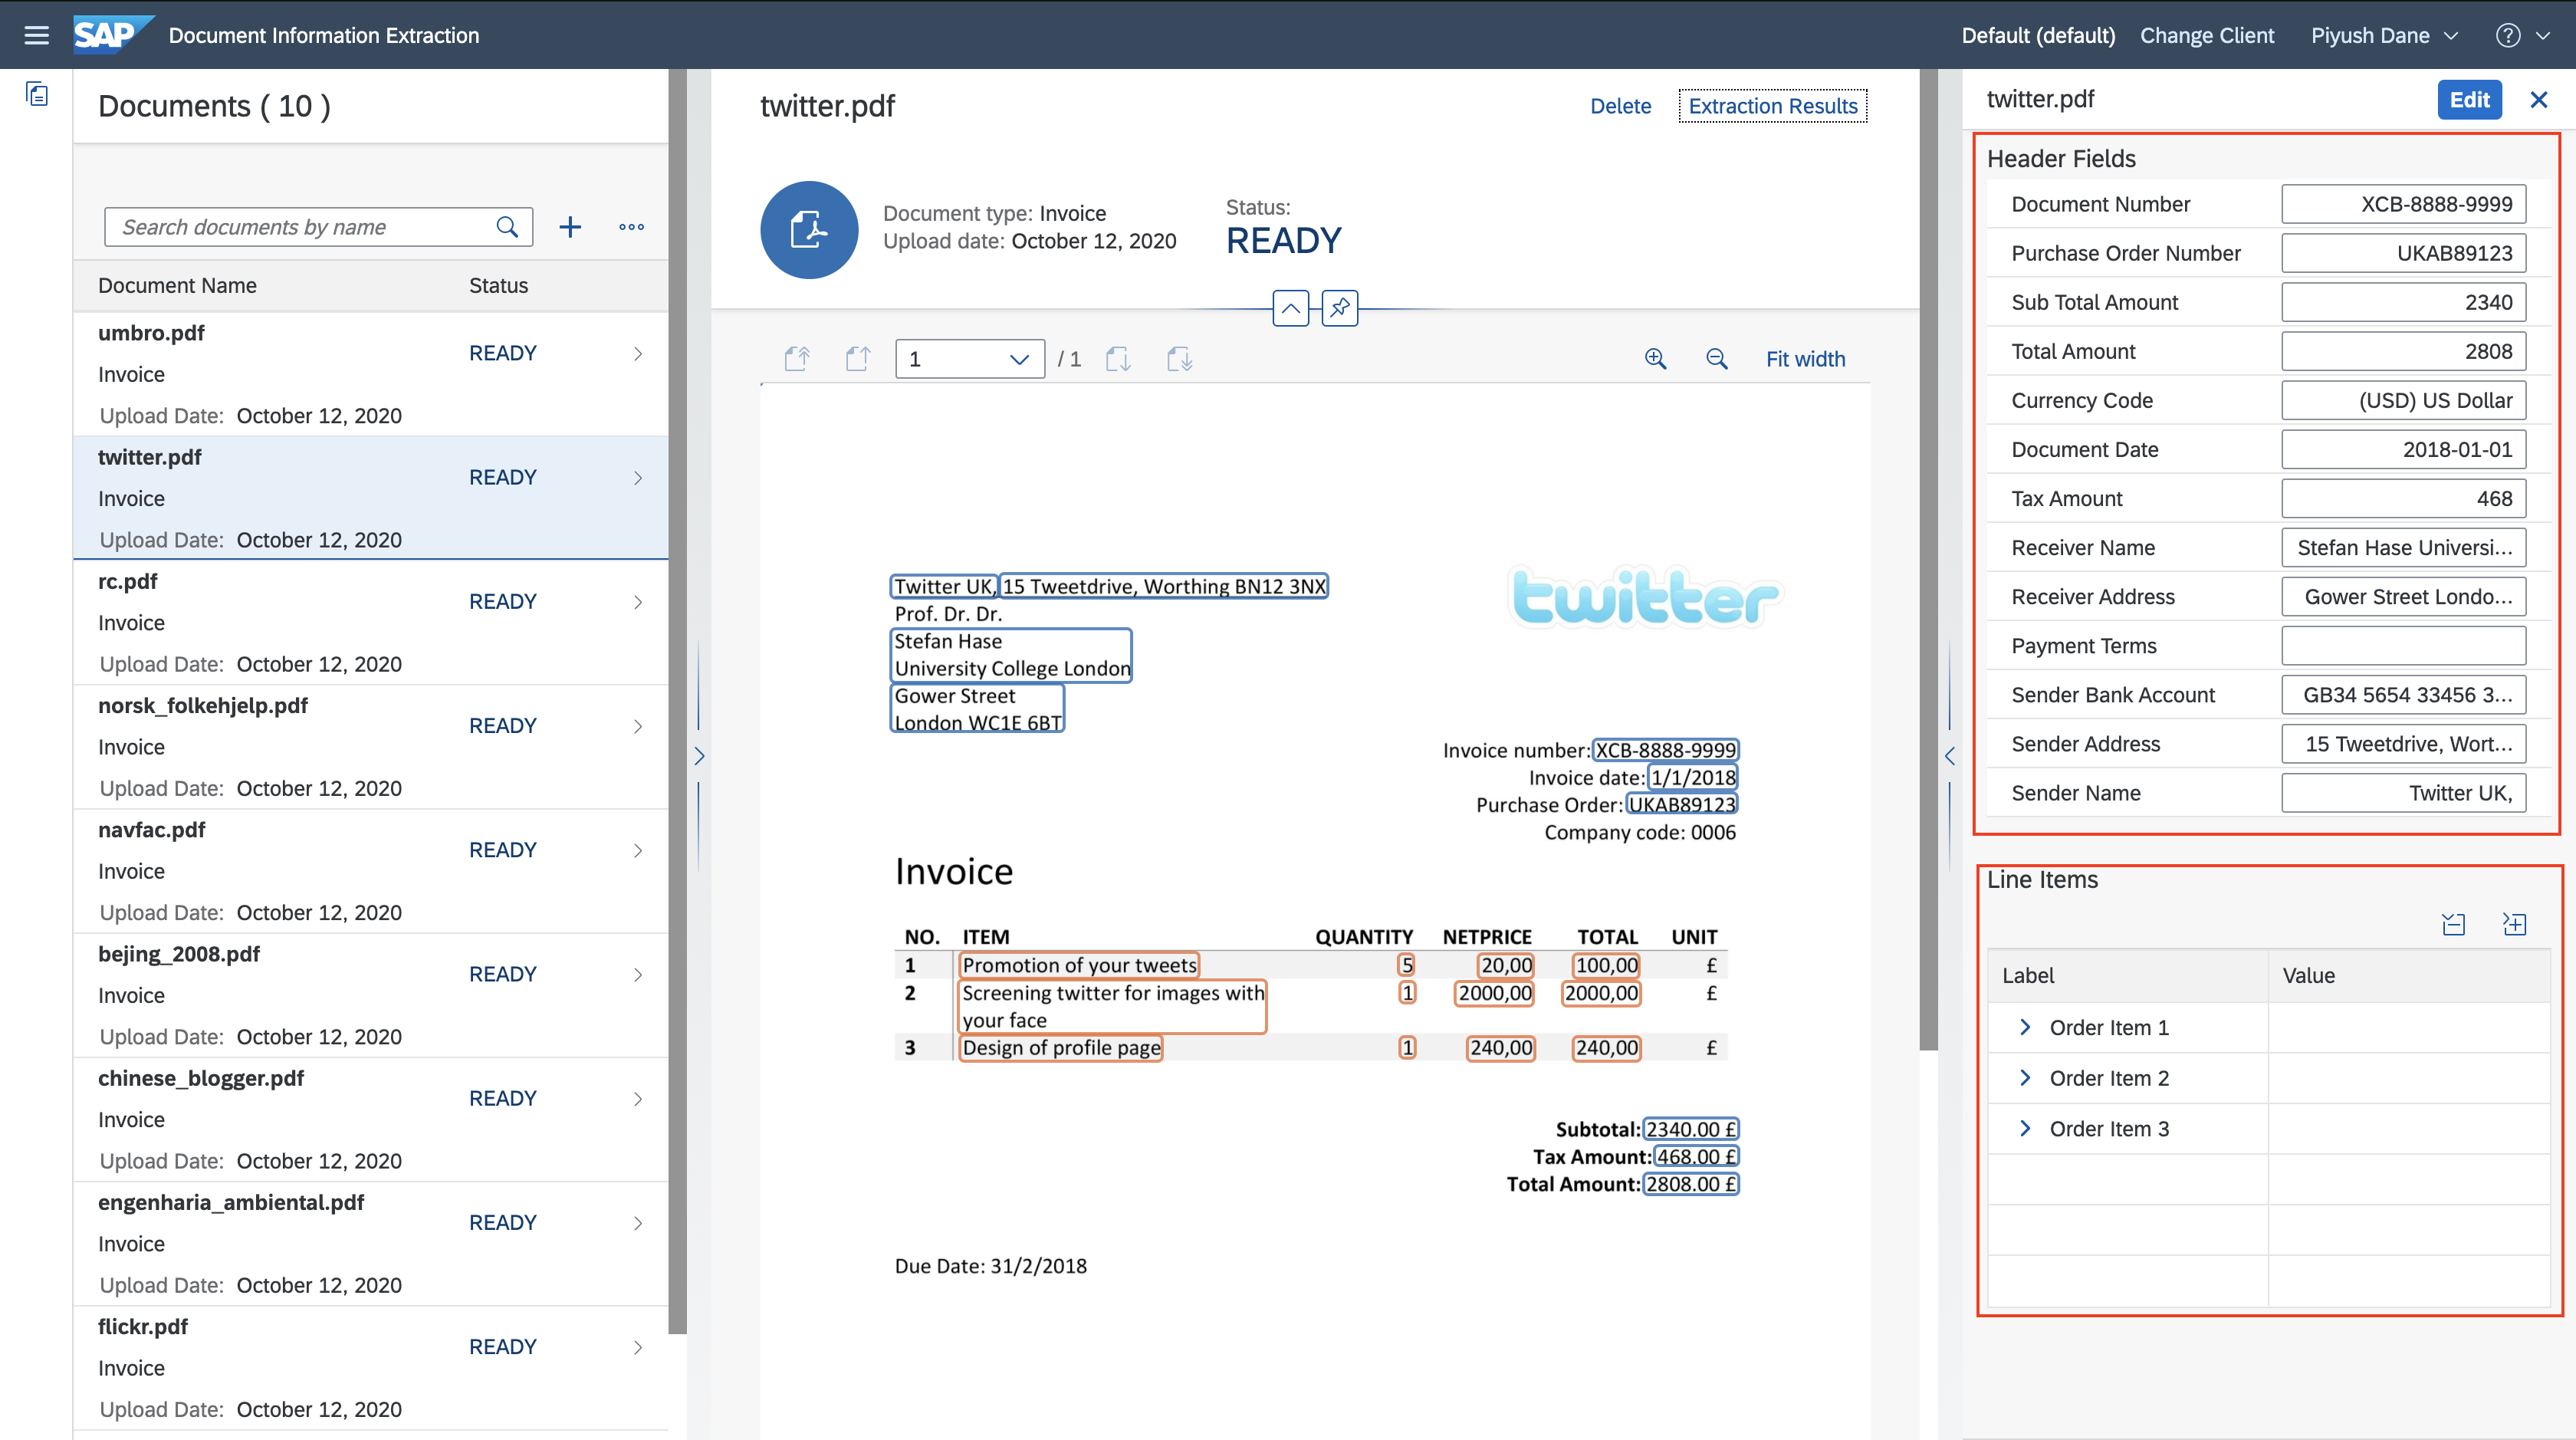 SAP Document Information Extraction
Default (default) Change Client Piyush Dane
Documents ( 10 )
Search documents by name
Document Name Status
umbro.pdf
READY
Invoice
Upload Date: October 12, 2020
twitter.pdf
READY
Invoice
Upload Date: October 12, 2020
rc.pdf
READY
Invoice
Upload Date: October 12, 2020
norsk_folkehjelp.pdf
READY
Invoice
Upload Date: October 12, 2020
navfac.pdf
READY
Invoice
Upload Date: October 12, 2020
bejing_2008.pdf
READY
Invoice
Upload Date: October 12, 2020
chinese_blogger.pdf
READY
Invoice
Upload Date: October 12, 2020
engenharia_ambiental.pdf
READY
Invoice
Upload Date: October 12, 2020
flickr.pdf
READY
Invoice
Upload Date: October 12, 2020
twitter.pdf Delete Extraction Results
Document type: Invoice
Upload date: October 12, 2020
Status:
READY
1 / 1 Fit width
twitter
Twitter UK, 15 Tweetdrive, Worthing BN12 3NX
Prof. Dr. Dr.
Stefan Hase
University College London
Gower Street
London WC1E 6BT
Invoice number: XCB-8888-9999
Invoice date: 1/1/2018
Purchase Order: UKAB89123
Company code: 0006
Invoice
NO. ITEM QUANTITY NETPRICE TOTAL UNIT
1 Promotion of your tweets 5 20,00 100,00 £
2 Screening twitter for images with 1 2000,00 2000,00 £
your face
3 Design of profile page 1 240,00 240,00 £
Subtotal: 2340.00 £
Tax Amount: 468.00 £
Total Amount: 2808.00 £
Due Date: 31/2/2018
twitter.pdf Edit
Header Fields
Document Number XCB-8888-9999
Purchase Order Number UKAB89123
Sub Total Amount 2340
Total Amount 2808
Currency Code (USD) US Dollar
Document Date 2018-01-01
Tax Amount 468
Receiver Name Stefan Hase Universi...
Receiver Address Gower Street Londo...
Payment Terms
Sender Bank Account GB34 5654 33456 3...
Sender Address 15 Tweetdrive, Wort...
Sender Name Twitter UK,
Line Items
Label Value
Order Item 1
Order Item 2
Order Item 3